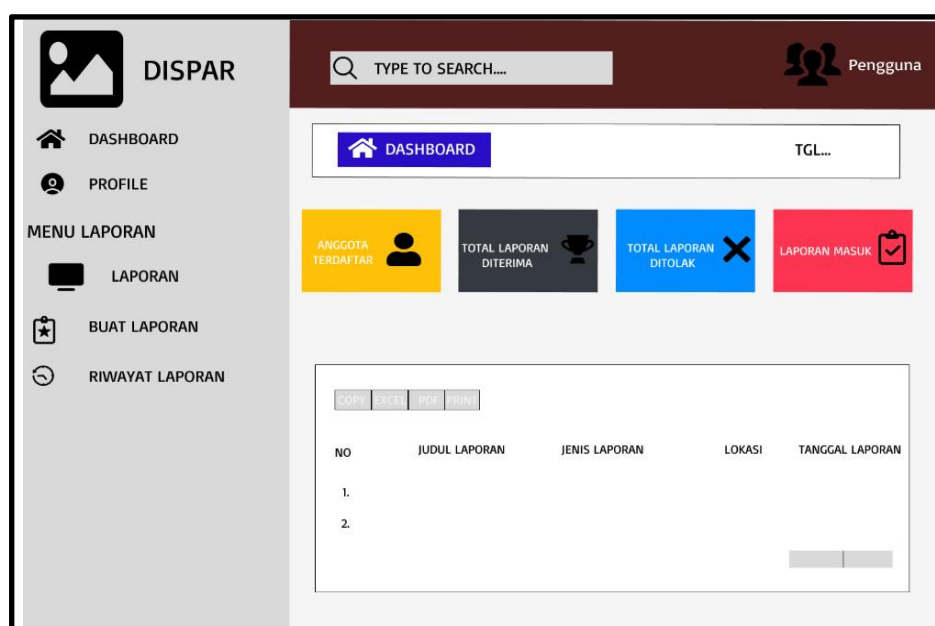 DISPAR
TYPE TO SEARCH....
Pengguna
DASHBOARD
PROFILE
MENU LAPORAN
LAPORAN
BUAT LAPORAN
RIWAYAT LAPORAN
DASHBOARD
TGL...
ANGGOTA
TERDAFTAR
TOTAL LAPORAN
DITERIMA
TOTAL LAPORAN
DITOLAK
LAPORAN MASUK
COPY EXCEL PDF PRINT
NO JUDUL LAPORAN JENIS LAPORAN LOKASI TANGGAL LAPORAN
1.
2.